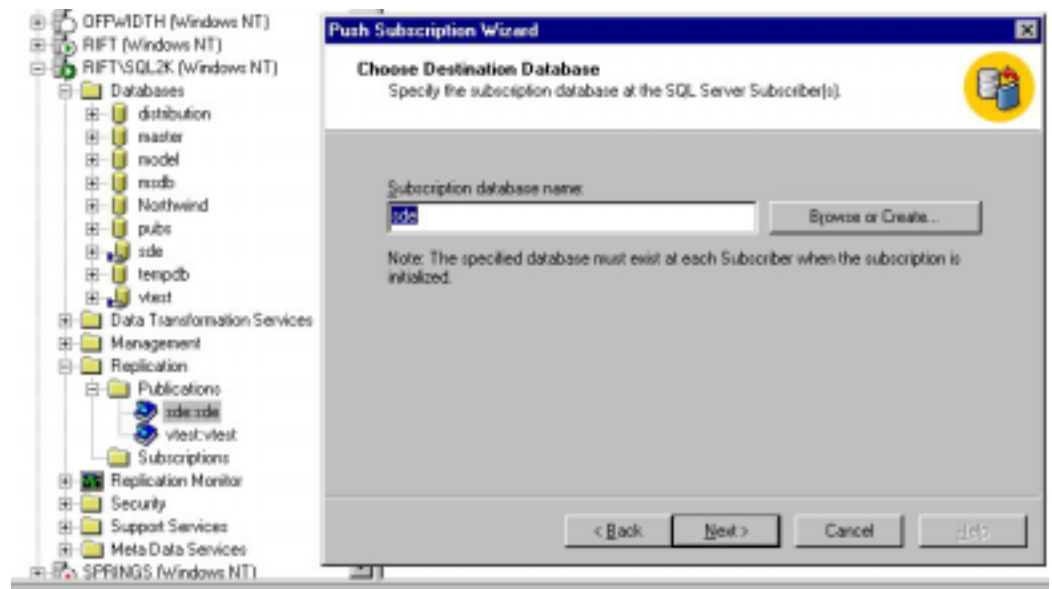 OFFWIDTH (Windows NT)
RIFT (Windows NT)
RIFT\SQL2K (Windows NT)
Databases
distribution
master
model
msdb
Northwind
pubs
sde
tempdb
vtest
Data Transformation Services
Management
Replication
Publications
sde:sde
vtest:vtest
Subscriptions
Replication Monitor
Security
Support Services
Meta Data Services
SPRINGS (Windows NT)
Push Subscription Wizard
Choose Destination Database
Specify the subscription database at the SQL Server Subscriber(s).
Subscription database name:
sde
Browse or Create...
Note: The specified database must exist at each Subscriber when the subscription is
initialized.
< Back
Next >
Cancel
Help